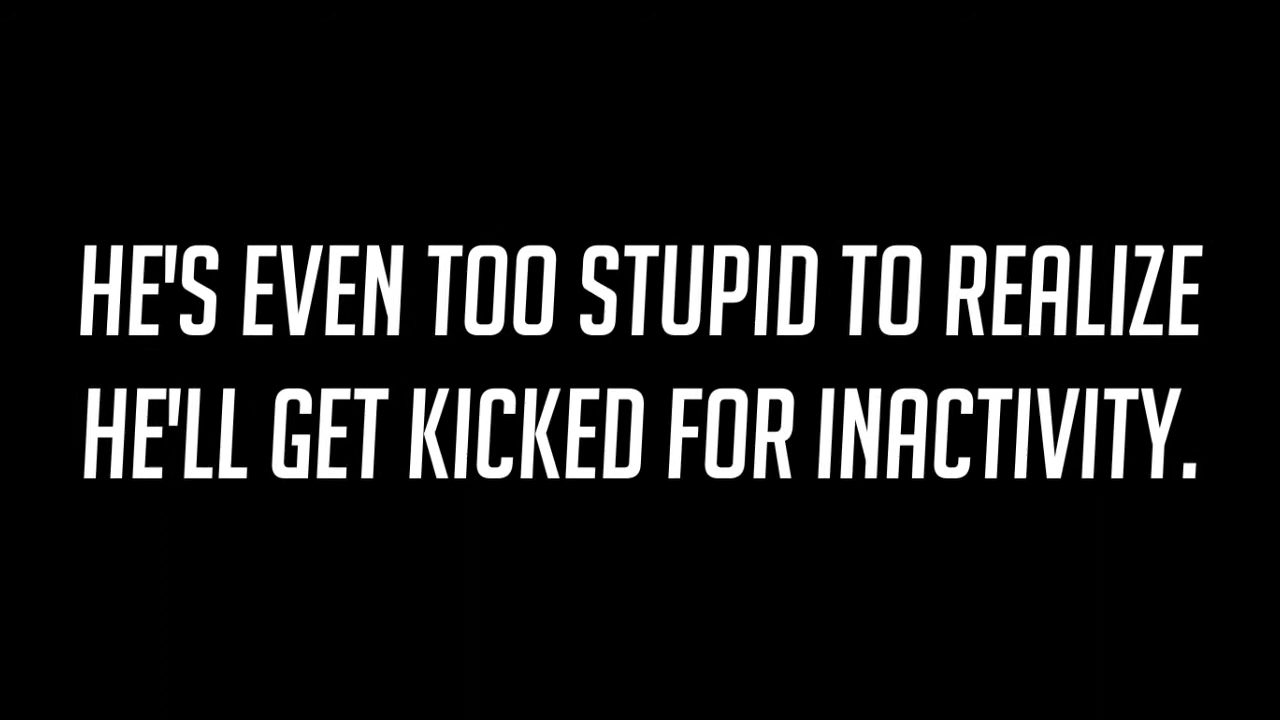 HE'S EVEN TOO STUPID TO REALIZE
HE'LL GET KICKED FOR INACTIVITY.